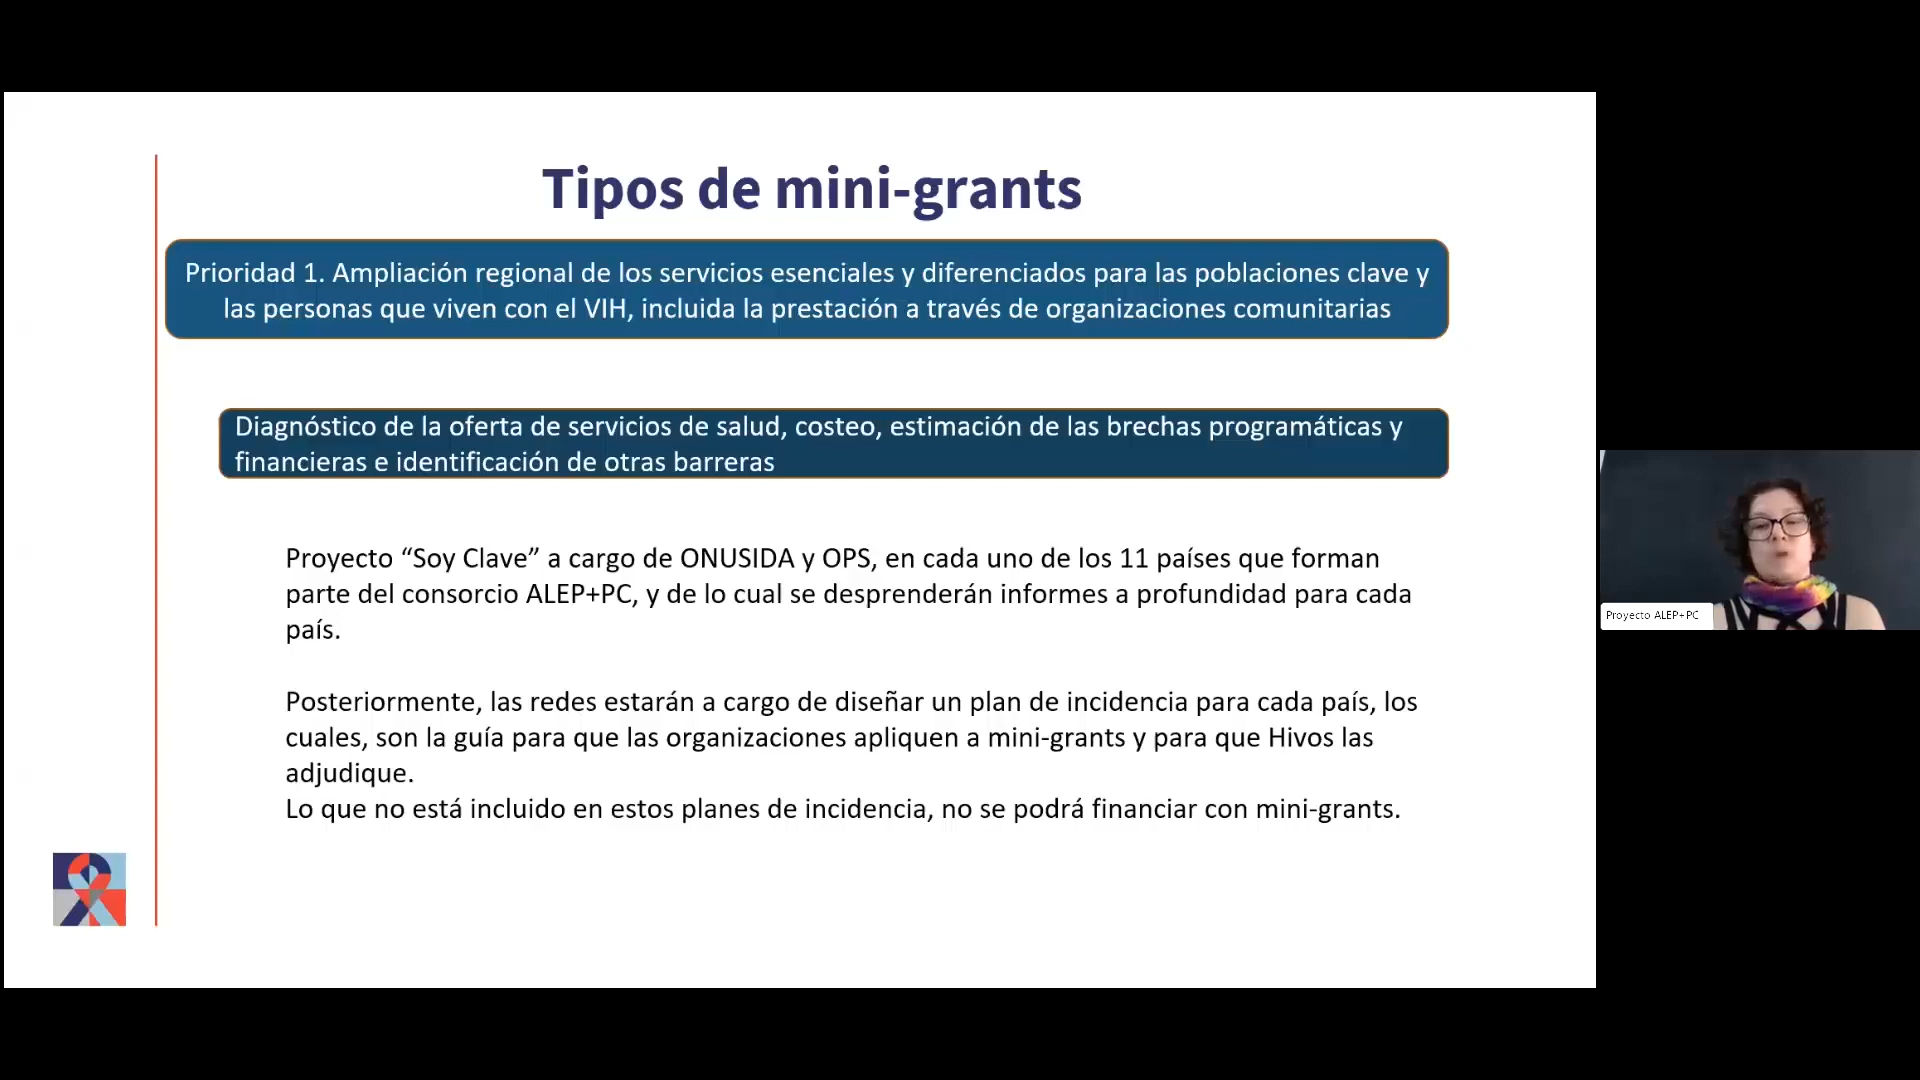 Tipos de mini-grants
Prioridad 1. Ampliación regional de los servicios esenciales y diferenciados para las poblaciones clave y
las personas que viven con el VIH, incluida la prestación a través de organizaciones comunitarias
Diagnóstico de la oferta de servicios de salud, costeo, estimación de las brechas programáticas y
financieras e identificación de otras barreras
Proyecto “Soy Clave” a cargo de ONUSIDA y OPS, en cada uno de los 11 países que forman
parte del consorcio ALEP+PC, y de lo cual se desprenderán informes a profundidad para cada
país.
Posteriormente, las redes estarán a cargo de diseñar un plan de incidencia para cada país, los
cuales, son la guía para que las organizaciones apliquen a mini-grants y para que Hivos las
adjudique.
Lo que no está incluido en estos planes de incidencia, no se podrá financiar con mini-grants.
Proyecto ALEP+PC